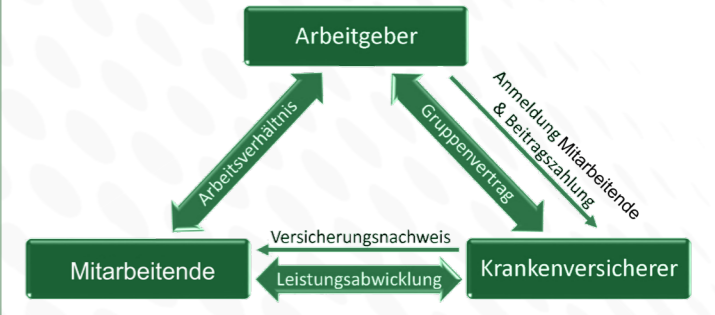 Arbeitgeber
Arbeitsverhältnis
Gruppenvertrag
Anmeldung Mitarbeitende
& Beitragszahlung
Versicherungsnachweis
Mitarbeitende
Leistungsabwicklung
Krankenversicherer